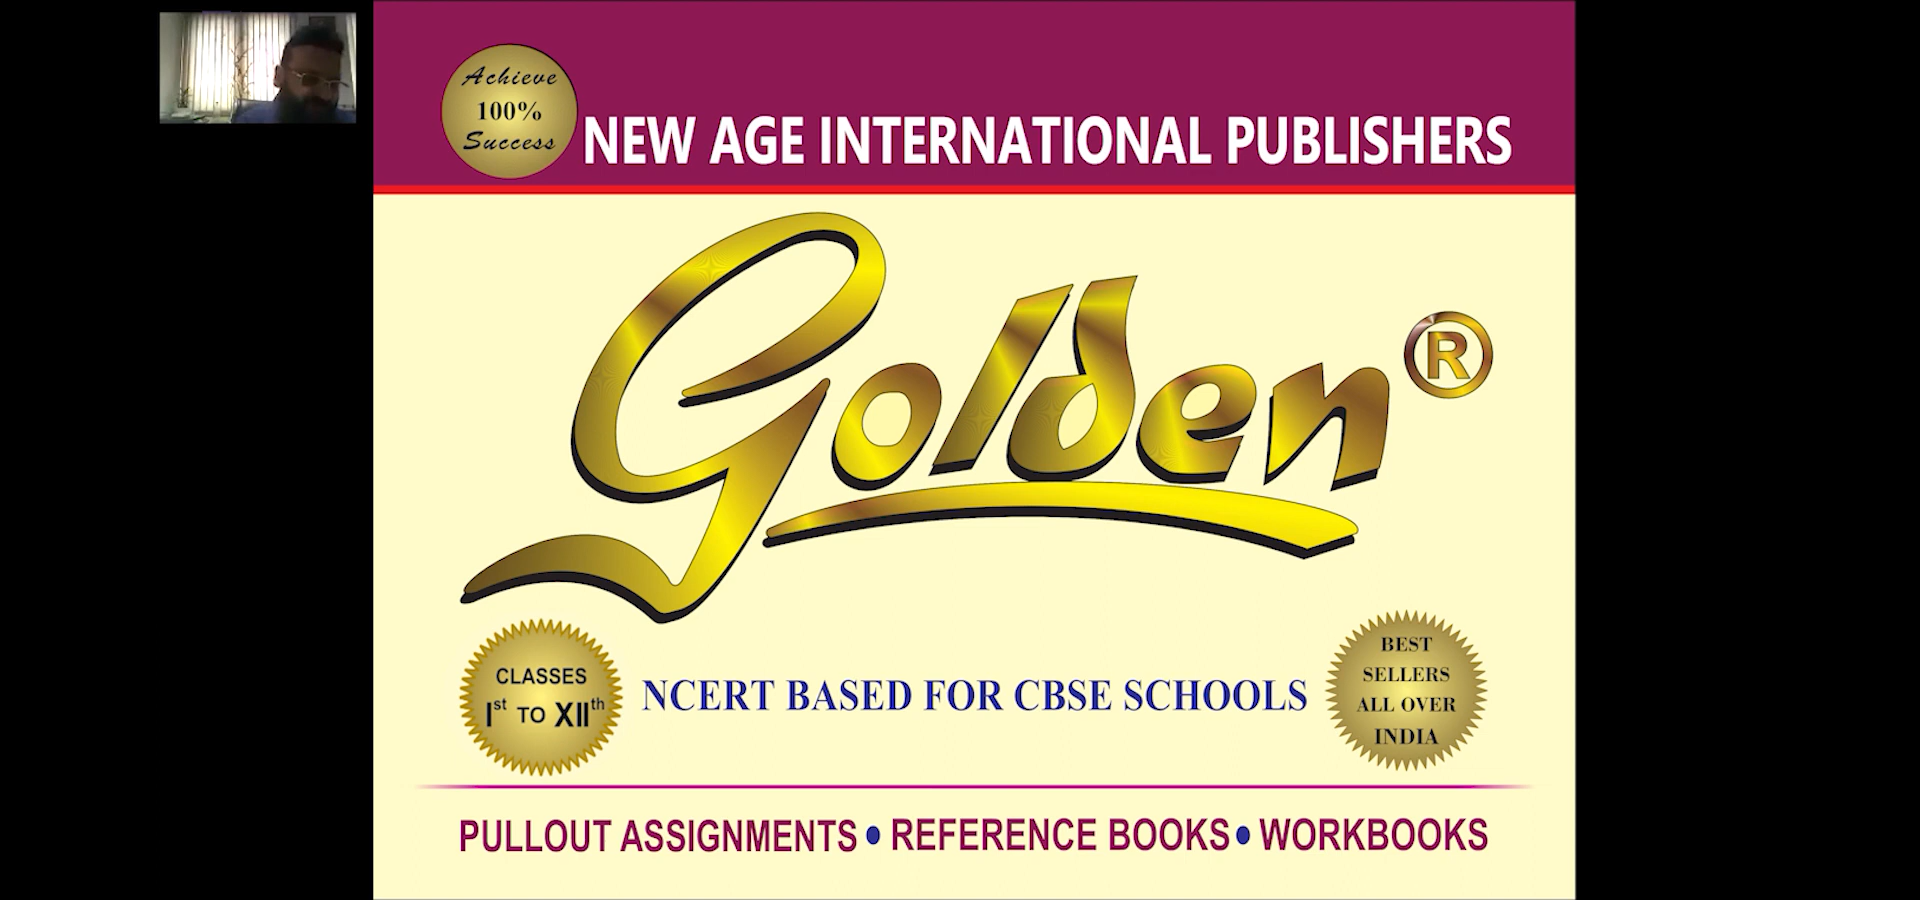 Achieve
100%
Success
NEW AGE INTERNATIONAL PUBLISHERS
Golden®
CLASSES
Ist TO XIIth
NCERT BASED FOR CBSE SCHOOLS
BEST
SELLERS
ALL OVER
INDIA
PULLOUT ASSIGNMENTS • REFERENCE BOOKS • WORKBOOKS